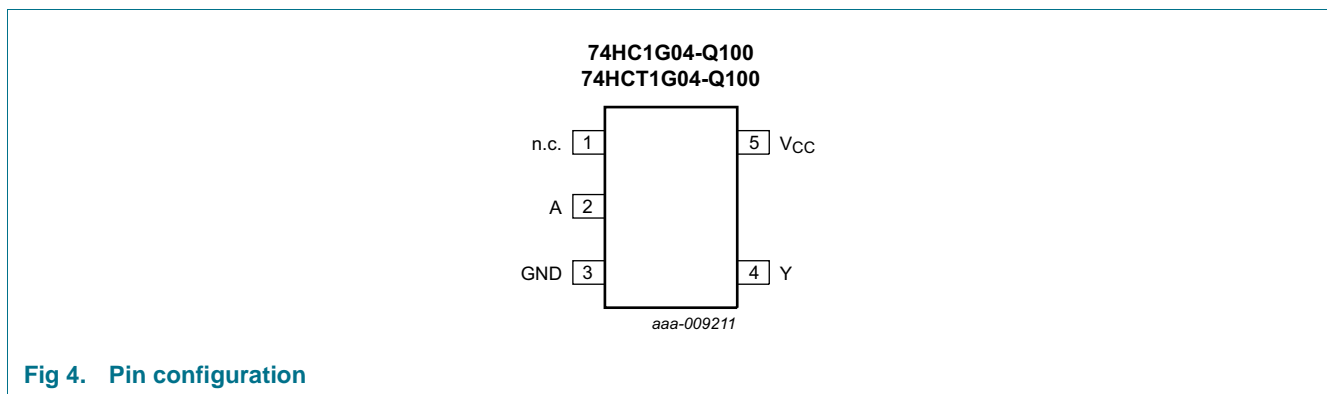 74HC1G04-Q100
74HCT1G04-Q100
n.c. 1
5 VCC
A 2
GND 3
4 Y
aaa-009211
Fig 4. Pin configuration